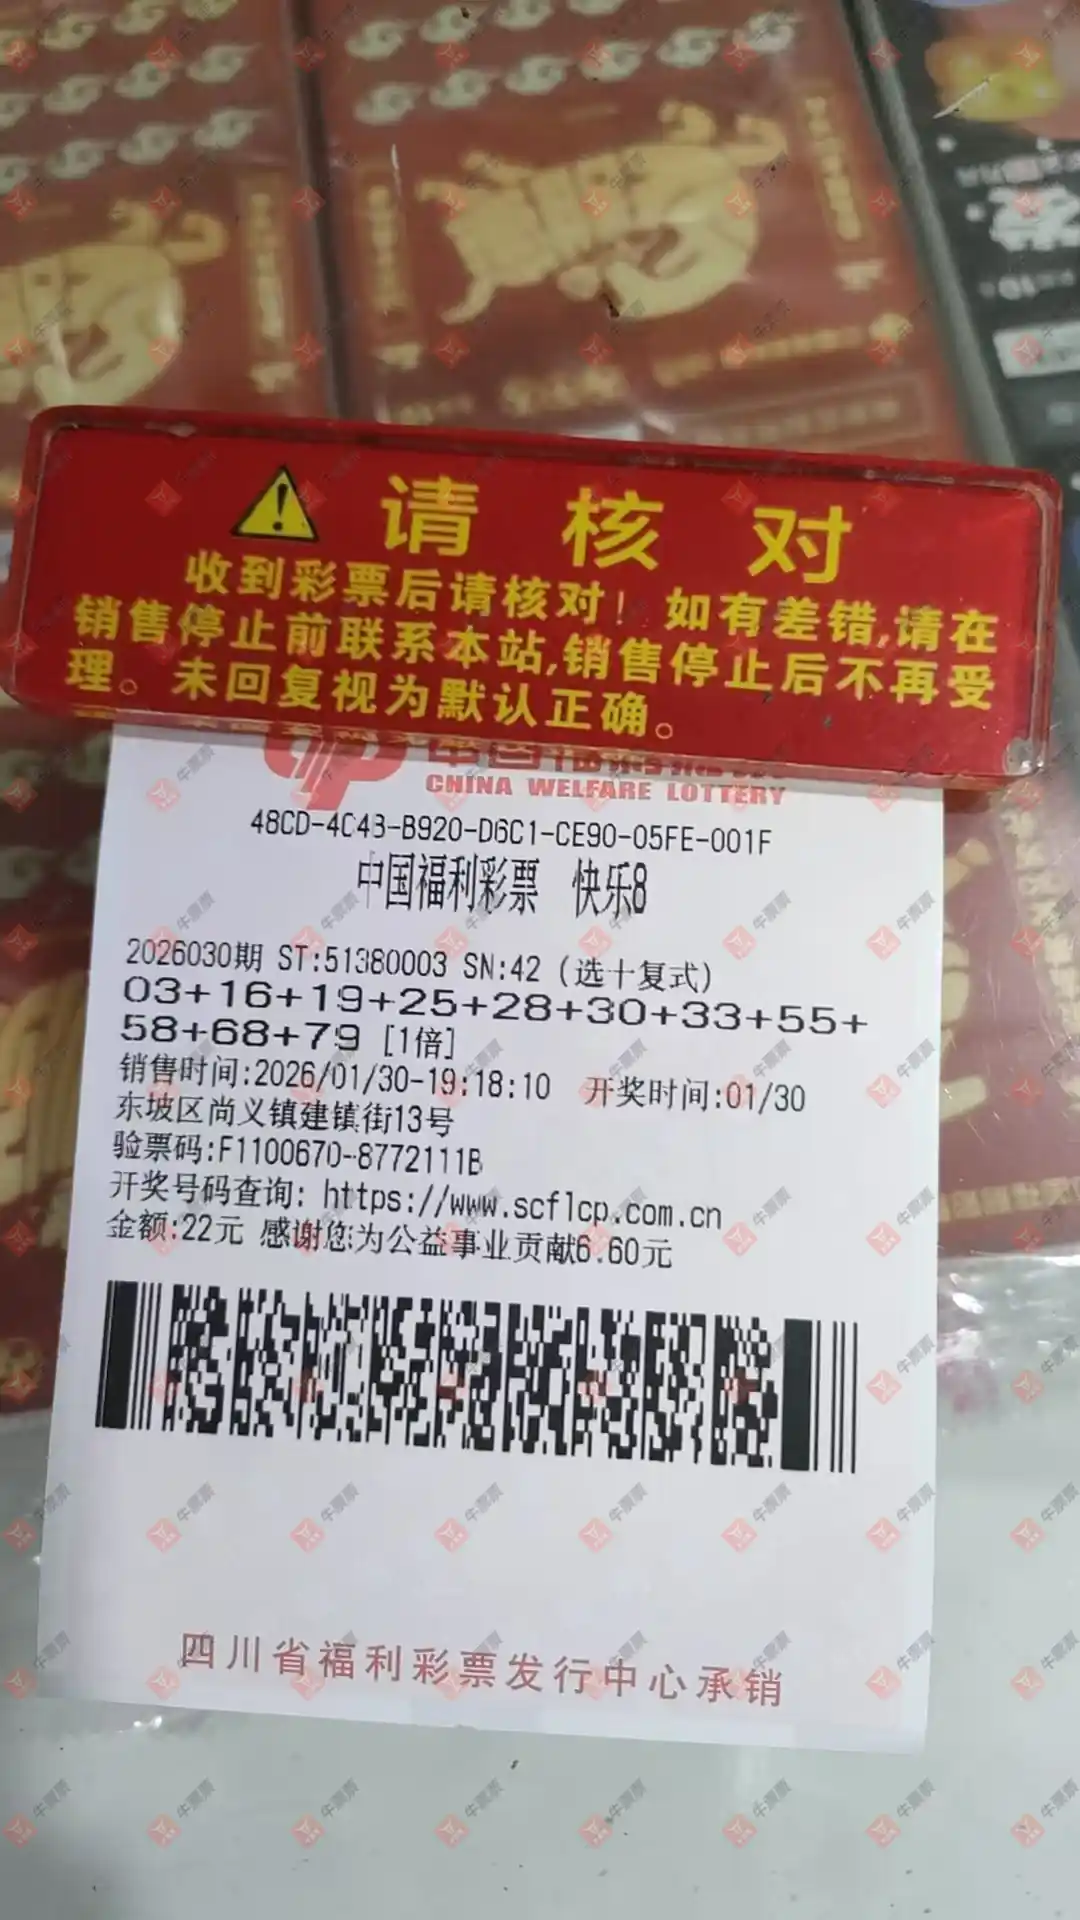 请核对
收到彩票后请核对！如有差错,请在
销售停止前联系本站,销售停止后不再受
理。未回复视为默认正确。
CHINA WELFARE LOTTERY
48CD-4C43-B920-D6C1-CE90-05FE-001F
中国福利彩票 快乐8
2026030期 ST:51380003 SN:42 (选十复式)
03+16+19+25+28+30+33+55+
58+68+79 [1倍]
销售时间:2026/01/30-19:18:10 开奖时间:01/30
东坡区尚义镇建镇街13号
验票码:F1100670-8772111B
开奖号码查询: https://www.scflcp.com.cn
金额:22元 感谢您为公益事业贡献6.60元
四川省福利彩票发行中心承销
牛票票